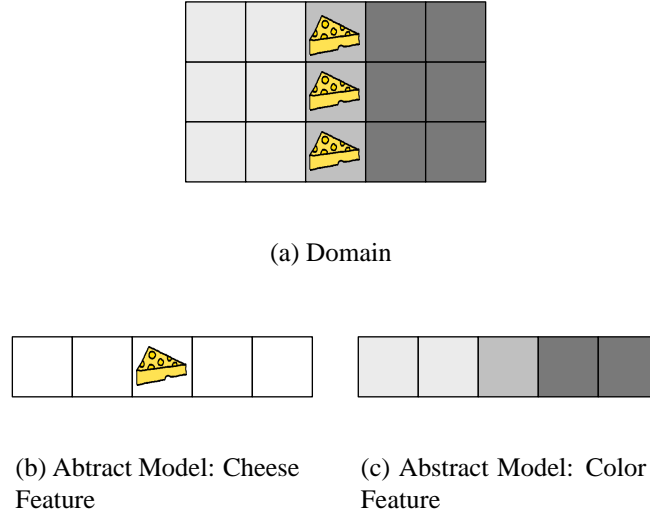 (a) Domain
(b) Abtract Model: Cheese
Feature
(c) Abstract Model: Color
Feature